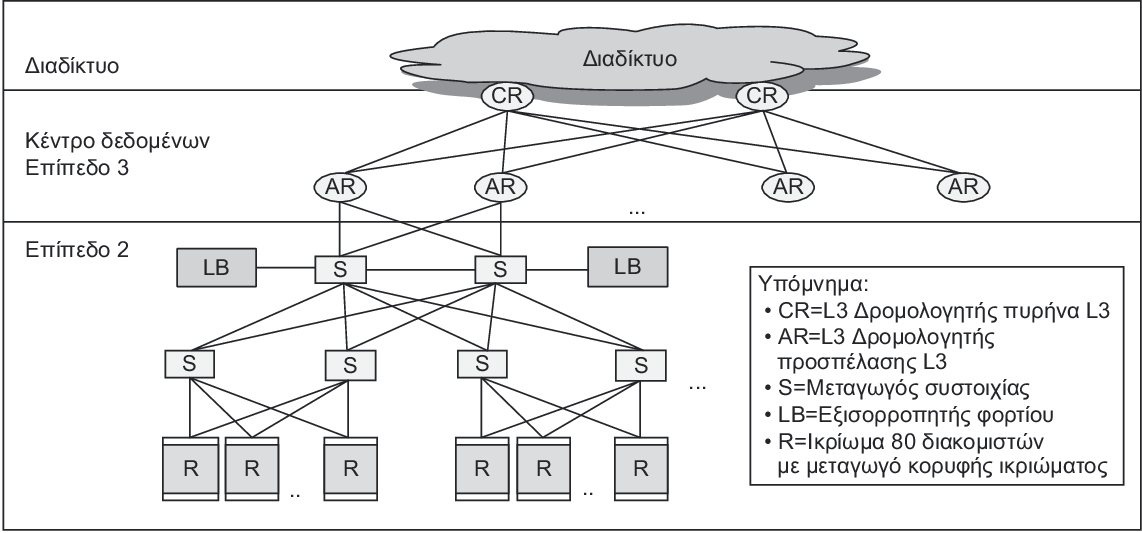 Διαδίκτυο
Διαδίκτυο
CR CR
Κέντρο δεδομένων
Επίπεδο 3
AR AR AR AR
...
Επίπεδο 2
LB S S LB
S S S S ...
R R R R R R
.. ..
Υπόμνημα:
• CR=L3 Δρομολογητής πυρήνα L3
• AR=L3 Δρομολογητής
προσπέλασης L3
• S=Μεταγωγός συστοιχίας
• LB=Εξισορροπητής φορτίου
• R=Ικρίωμα 80 διακομιστών
με μεταγωγό κορυφής ικριώματος